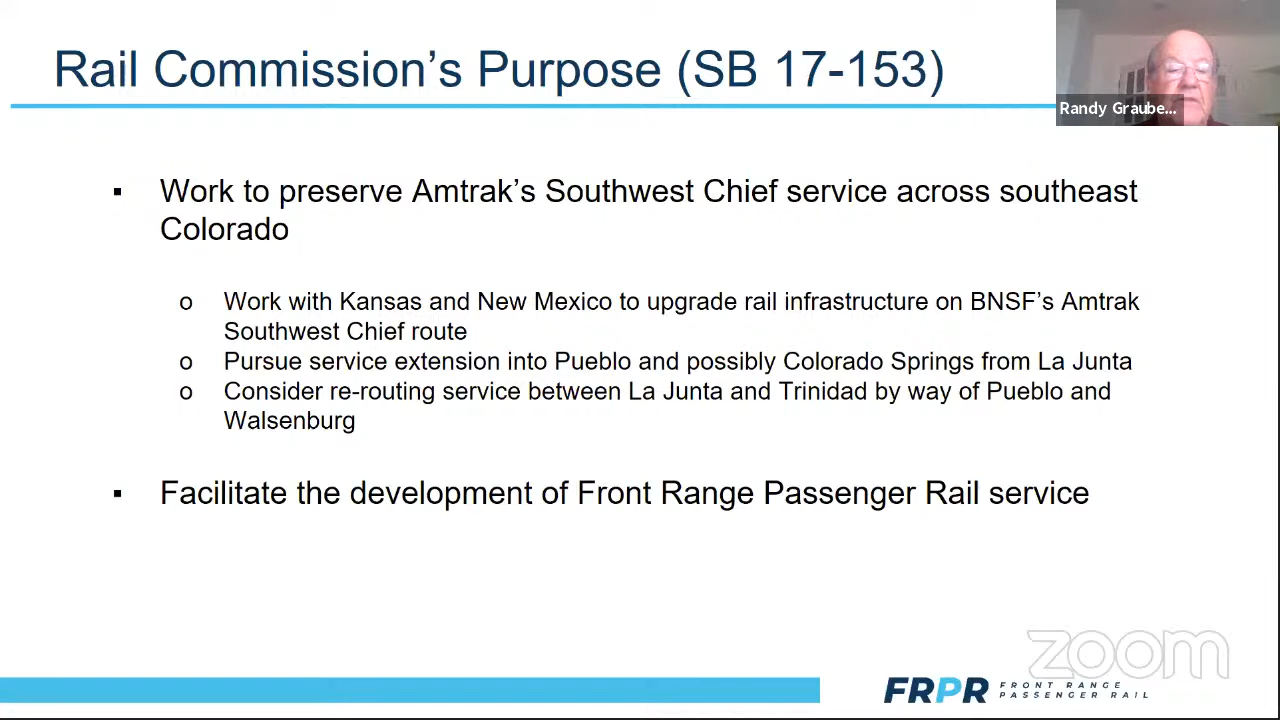 Rail Commission’s Purpose (SB 17-153)
Randy Graube...
▪ Work to preserve Amtrak’s Southwest Chief service across southeast
Colorado
o Work with Kansas and New Mexico to upgrade rail infrastructure on BNSF’s Amtrak
Southwest Chief route
o Pursue service extension into Pueblo and possibly Colorado Springs from La Junta
o Consider re-routing service between La Junta and Trinidad by way of Pueblo and
Walsenburg
▪ Facilitate the development of Front Range Passenger Rail service
zoom
FRPR FRONT RANGE
PASSENGER RAIL